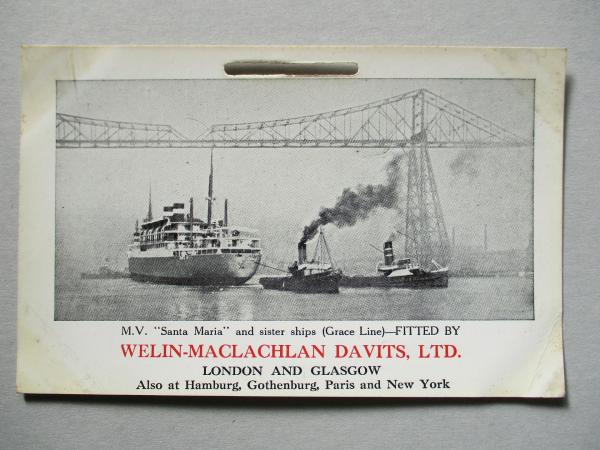 M.V. "Santa Maria" and sister ships (Grace Line)—FITTED BY
WELIN-MACLACHLAN DAVITS, LTD.
LONDON AND GLASGOW
Also at Hamburg, Gothenburg, Paris and New York